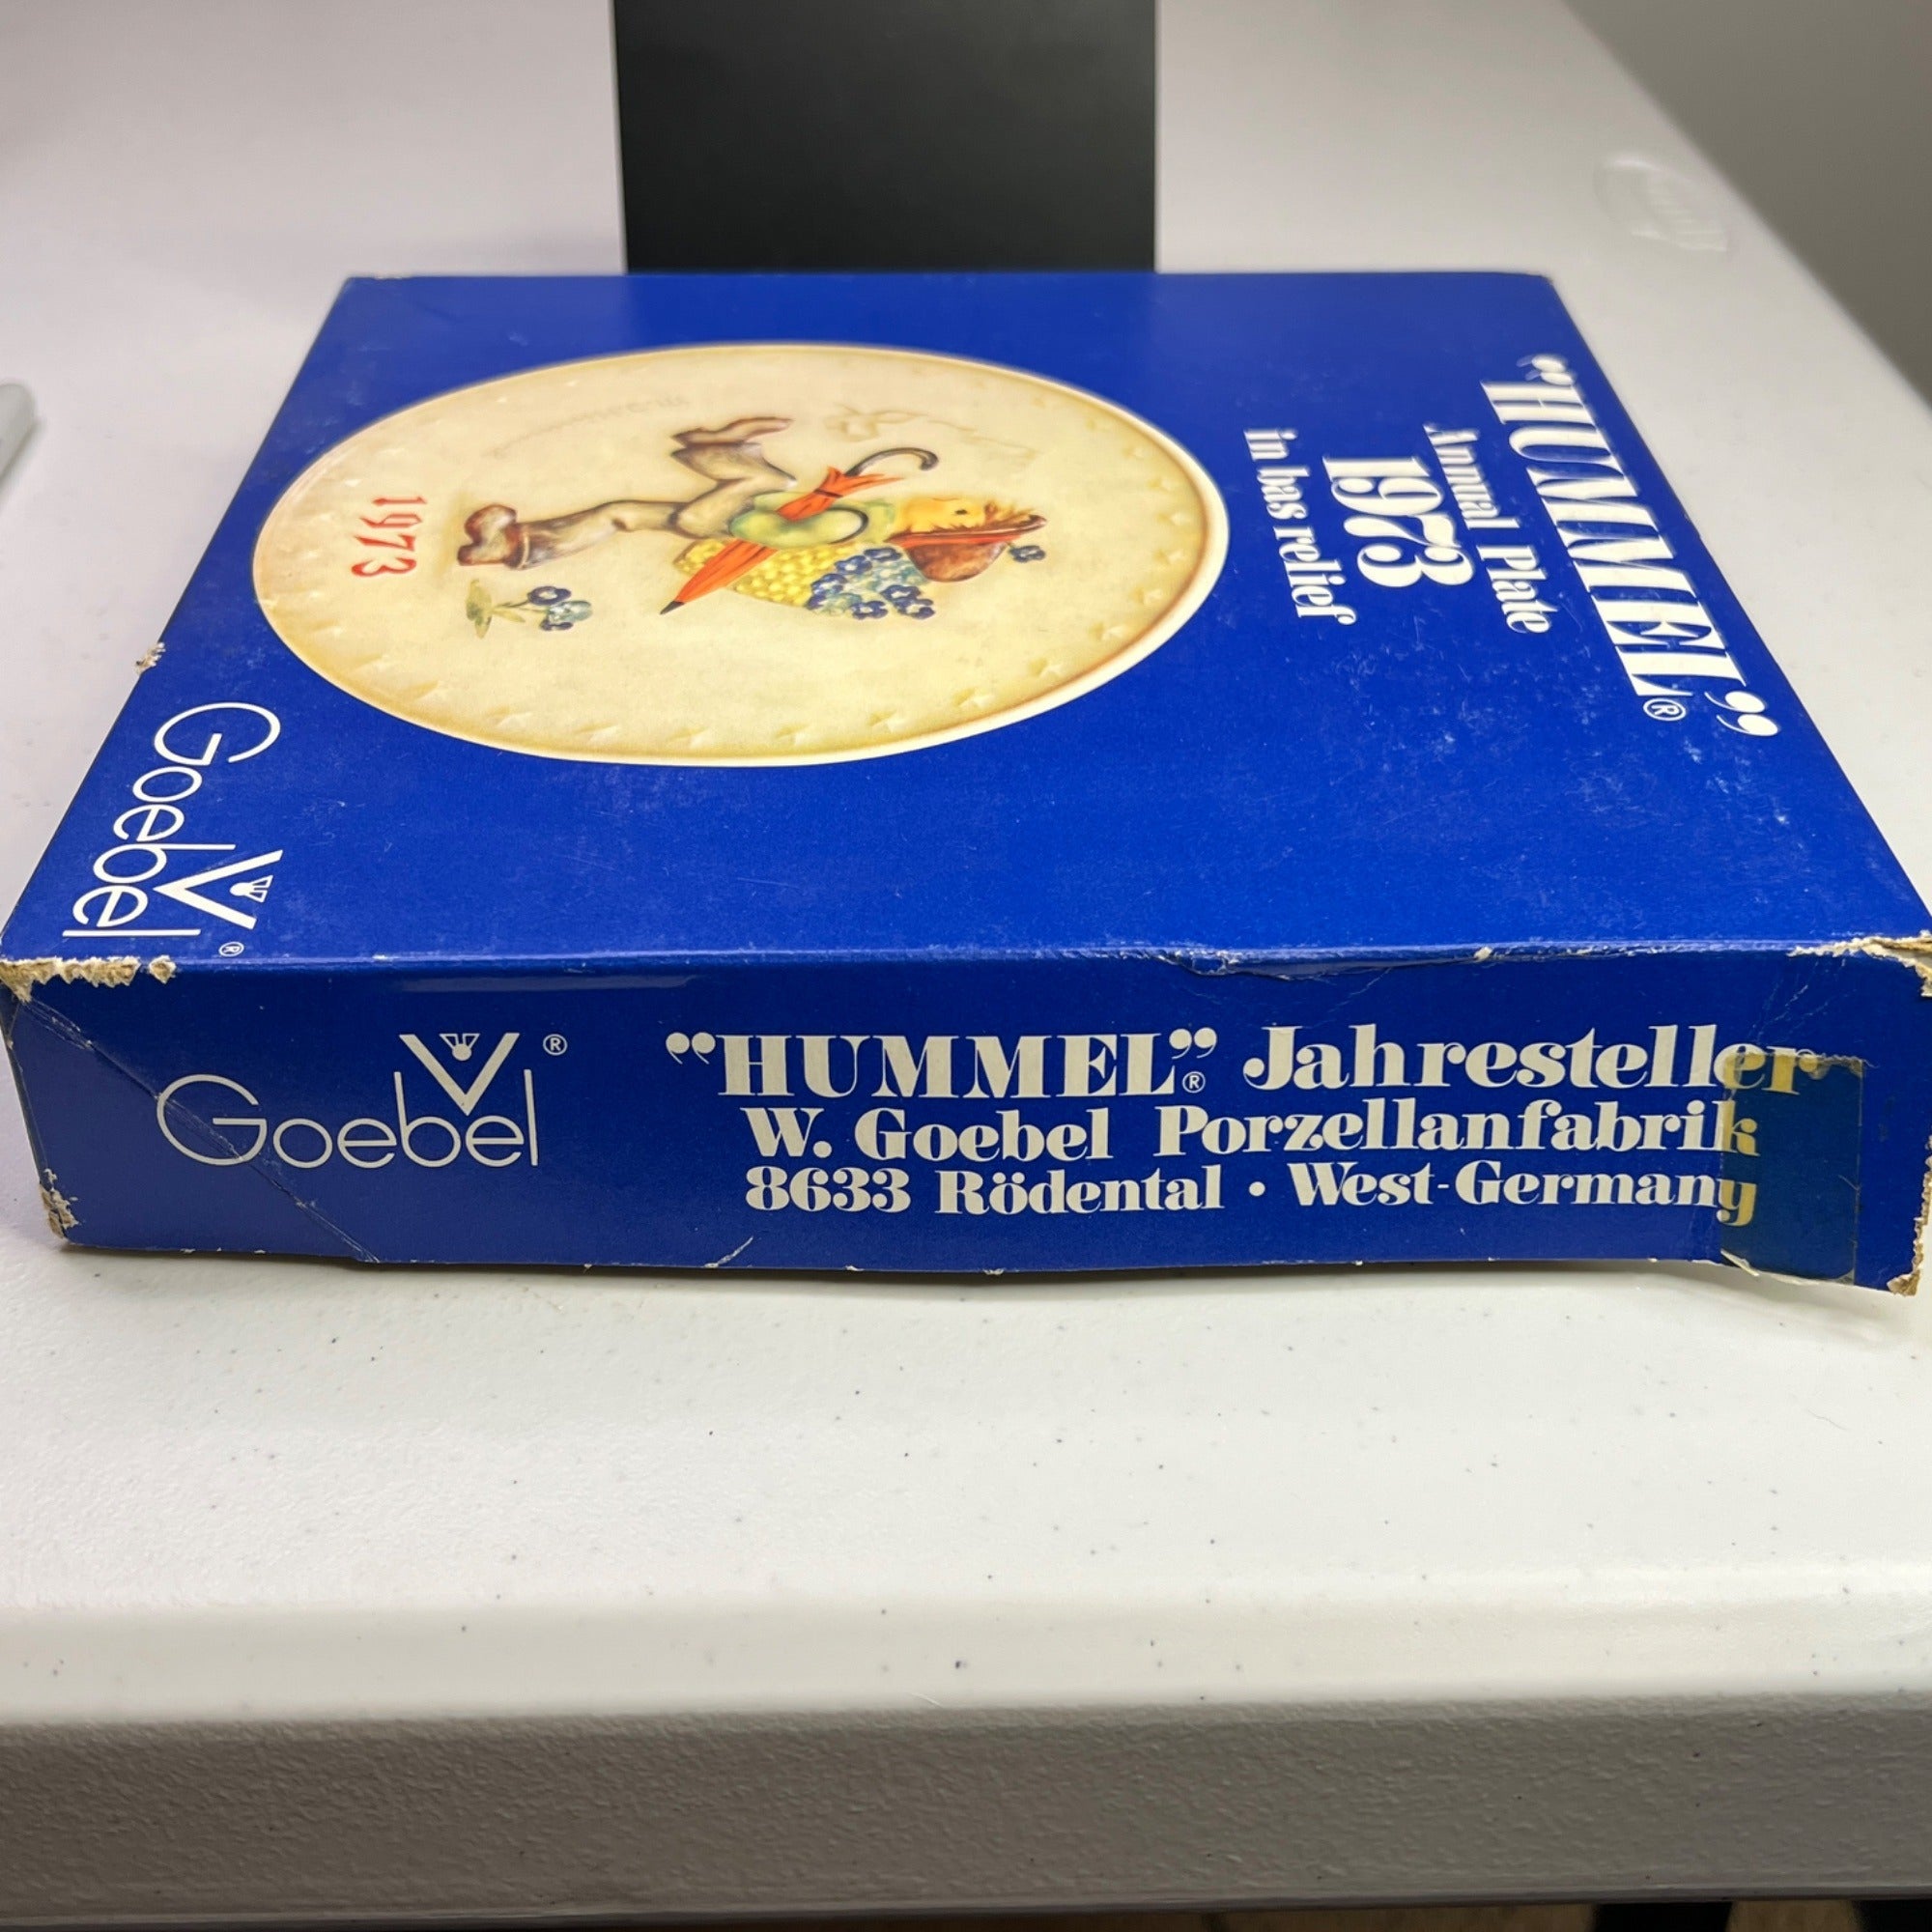 "HUMMEL"®
Annual Plate
1973
in bas relief
1973
Goebel ®
Goebel ®
"HUMMEL"® Jahresteller
W. Goebel Porzellanfabrik
8633 Rödental • West-Germany